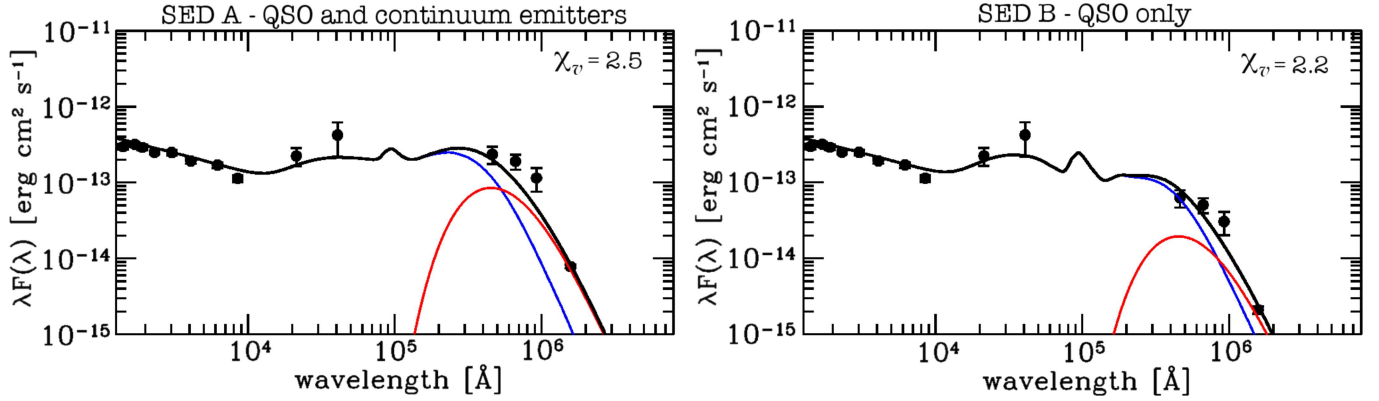 SED A - QSO and continuum emitters
χᵥ = 2.5
10⁻¹¹
10⁻¹²
10⁻¹³
10⁻¹⁴
10⁻¹⁵
λF(λ) [erg cm² s⁻¹]
10⁴ 10⁵ 10⁶
wavelength [Å]
SED B - QSO only
χᵥ = 2.2
10⁻¹¹
10⁻¹²
10⁻¹³
10⁻¹⁴
10⁻¹⁵
λF(λ) [erg cm² s⁻¹]
10⁴ 10⁵ 10⁶
wavelength [Å]